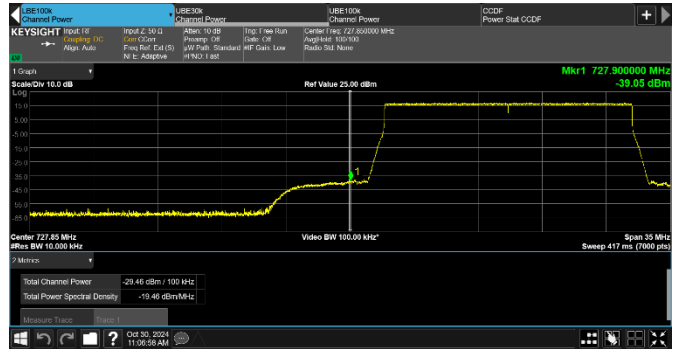 LBE100k
Channel Power
UBE30k
Channel Power
UBE100k
Channel Power
CCDF
Power Stat CCDF
KEYSIGHT
Input: RF
Coupling: DC
Align: Auto
Input Z: 50 Ω
Corr CCorr
Freq Ref: Ext (S)
NFE: Adaptive
Atten: 10 dB
Preamp: Off
µW Path: Standard
#PNO: Fast
Trig: Free Run
Gate: Off
#IF Gain: Low
Center Freq: 727.850000 MHz
Avg|Hold: 100/100
Radio Std: None
1 Graph
Scale/Div 10.0 dB
Ref Value 25.00 dBm
Mkr1 727.900000 MHz
-39.05 dBm
Log
15.0
5.00
-5.00
-15.0
-25.0
-35.0
-45.0
-55.0
-65.0
1
Center 727.85 MHz
#Res BW 10.000 kHz
Video BW 100.00 kHz*
Span 35 MHz
Sweep 417 ms (7000 pts)
2 Metrics
Total Channel Power -29.46 dBm / 100 kHz
Total Power Spectral Density -19.46 dBm/MHz
Measure Trace Trace 1
Oct 30, 2024
11:06:58 AM